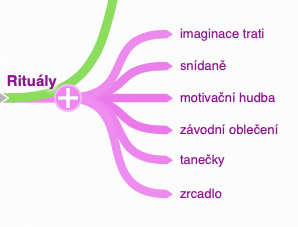 Rituály
imaginace trati
snídaně
motivační hudba
závodní oblečení
tanečky
zrcadlo